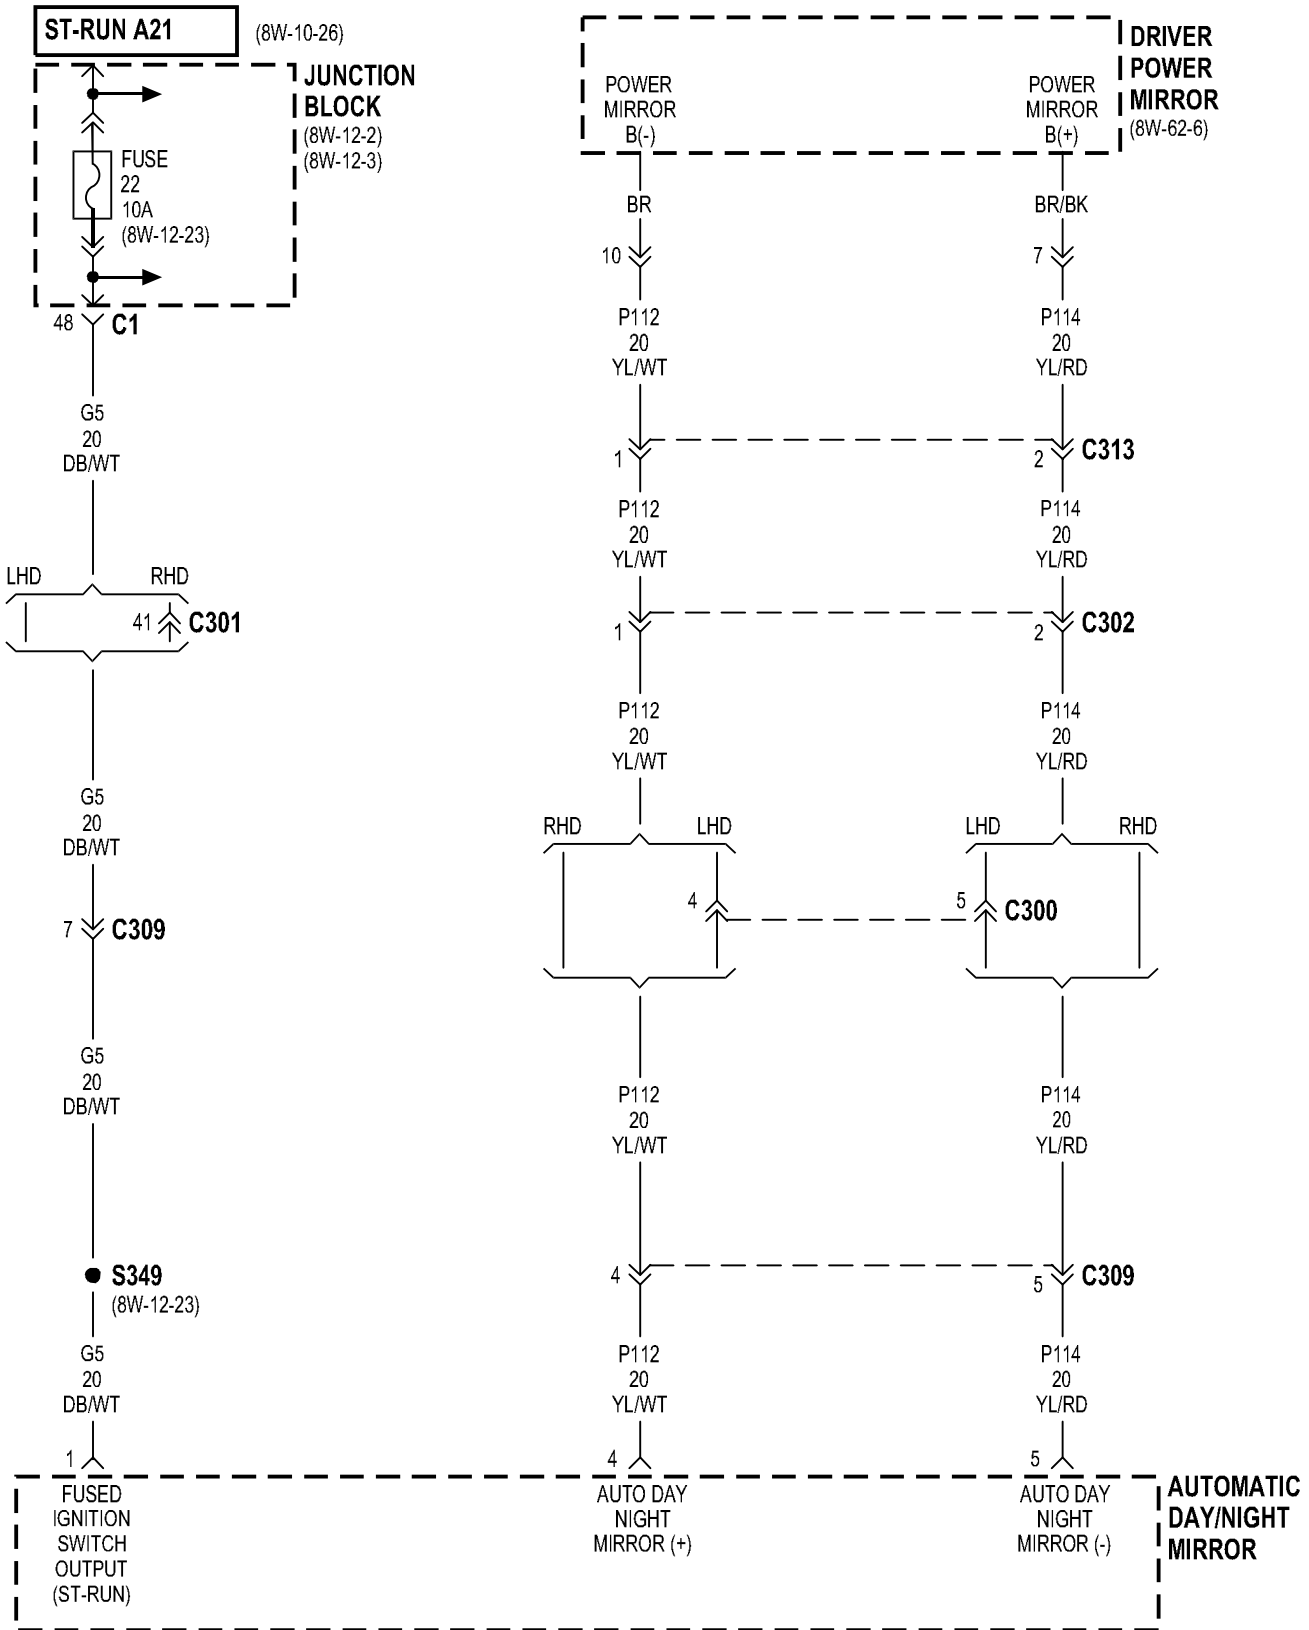 ST-RUN A21
(8W-10-26)
JUNCTION
BLOCK
(8W-12-2)
(8W-12-3)
FUSE
22
10A
(8W-12-23)
48
C1
G5
20
DB/WT
LHD
RHD
41
C301
G5
20
DB/WT
7
C309
G5
20
DB/WT
S349
(8W-12-23)
G5
20
DB/WT
1
FUSED
IGNITION
SWITCH
OUTPUT
(ST-RUN)
DRIVER
POWER
MIRROR
(8W-62-6)
POWER
MIRROR
B(-)
POWER
MIRROR
B(+)
BR
BR/BK
10
7
P112
20
YL/WT
P114
20
YL/RD
1
2
C313
P112
20
YL/WT
P114
20
YL/RD
1
2
C302
P112
20
YL/WT
P114
20
YL/RD
RHD
LHD
LHD
RHD
4
5
C300
P112
20
YL/WT
P114
20
YL/RD
4
5
C309
P112
20
YL/WT
P114
20
YL/RD
4
5
AUTO DAY
NIGHT
MIRROR (+)
AUTO DAY
NIGHT
MIRROR (-)
AUTOMATIC
DAY/NIGHT
MIRROR